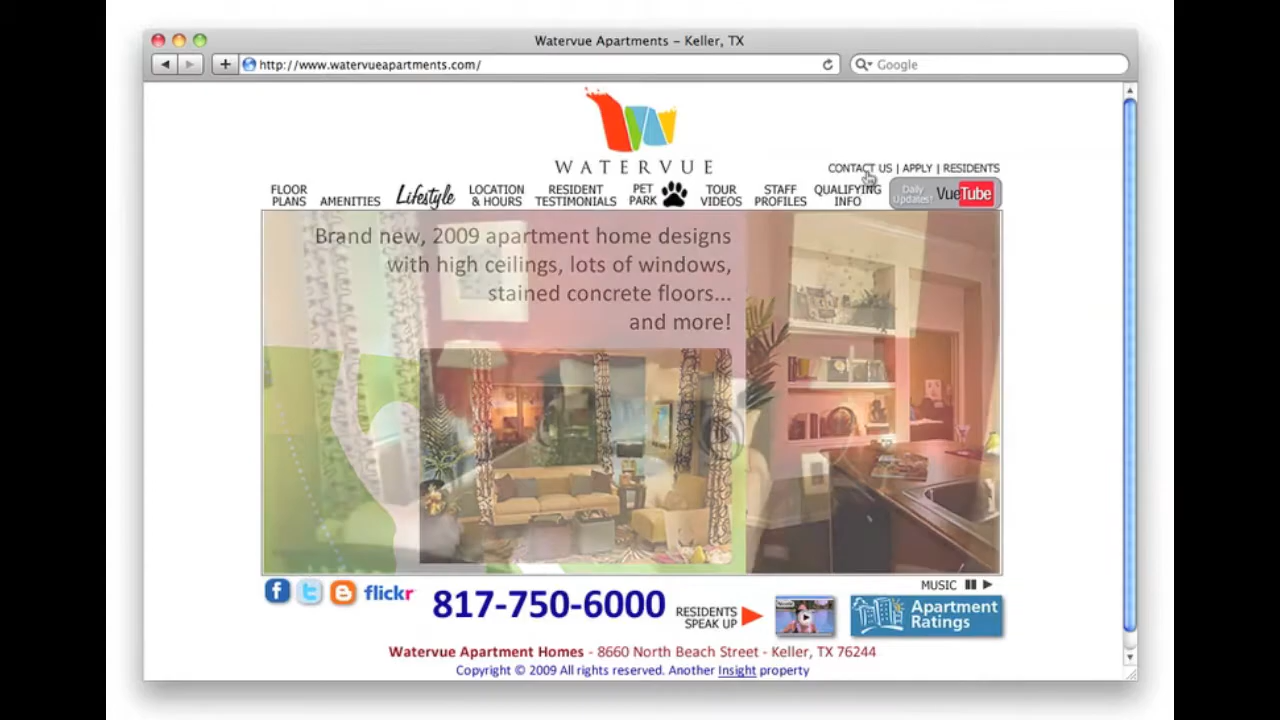 Watervue Apartments – Keller, TX
http://www.watervueapartments.com/
Google
WATERVUE
CONTACT US | APPLY | RESIDENTS
FLOOR PLANS
AMENITIES
Lifestyle
LOCATION & HOURS
RESIDENT TESTIMONIALS
PET PARK
TOUR VIDEOS
STAFF PROFILES
QUALIFYING INFO
Daily Updates!
VueTube
Brand new, 2009 apartment home designs
with high ceilings, lots of windows,
stained concrete floors...
and more!
MUSIC
flickr
817-750-6000
RESIDENTS
SPEAK UP
Apartment
Ratings
Watervue Apartment Homes - 8660 North Beach Street - Keller, TX 76244
Copyright © 2009 All rights reserved. Another Insight property